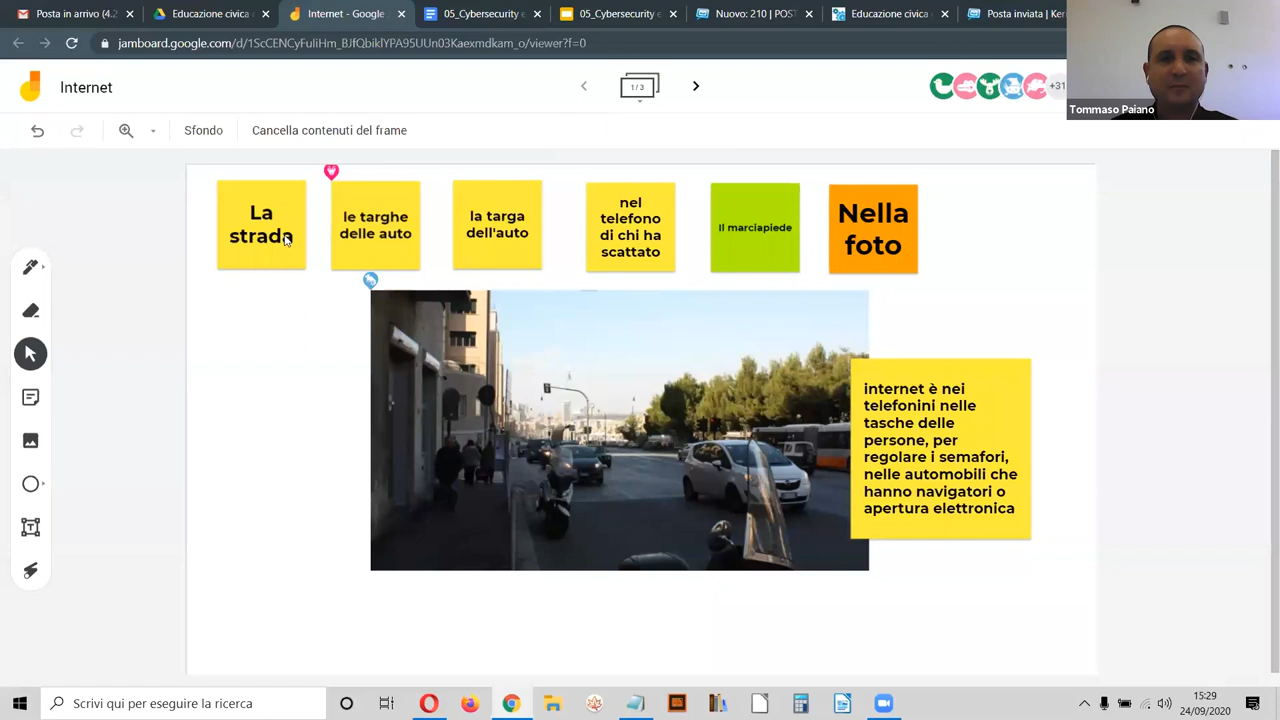 Posta in arrivo (4.2
Educazione civica
Internet - Google
05_Cybersecurity e
05_Cybersecurity e
Nuovo: 210 | POST
Educazione civica
Posta inviata | Keri
jamboard.google.com/d/1ScCENCyFuliHm_BJfQbiklYPA95UUn03Kaexmdkam_o/viewer?f=0
Internet
1/3
+31
Tommaso Paiano
Sfondo
Cancella contenuti del frame
La
strada
le targhe
delle auto
la targa
dell'auto
nel
telefono
di chi ha
scattato
Il marciapiede
Nella
foto
internet è nei
telefonini nelle
tasche delle
persone, per
regolare i semafori,
nelle automobili che
hanno navigatori o
apertura elettronica
Scrivi qui per eseguire la ricerca
15:29
24/09/2020